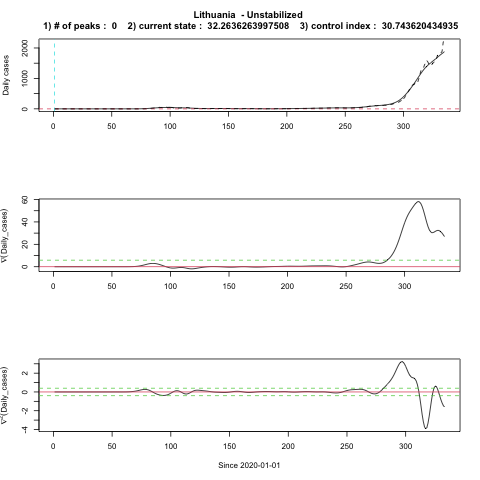 Lithuania - Unstabilized
1) # of peaks : 0 2) current state : 32.2636263997508 3) control index : 30.743620434935
Daily cases
0 1000 2000
0 50 100 150 200 250 300
∇(Daily_cases)
0 20 40 60
0 50 100 150 200 250 300
∇²(Daily_cases)
-4 -2 0 2
0 50 100 150 200 250 300
Since 2020-01-01